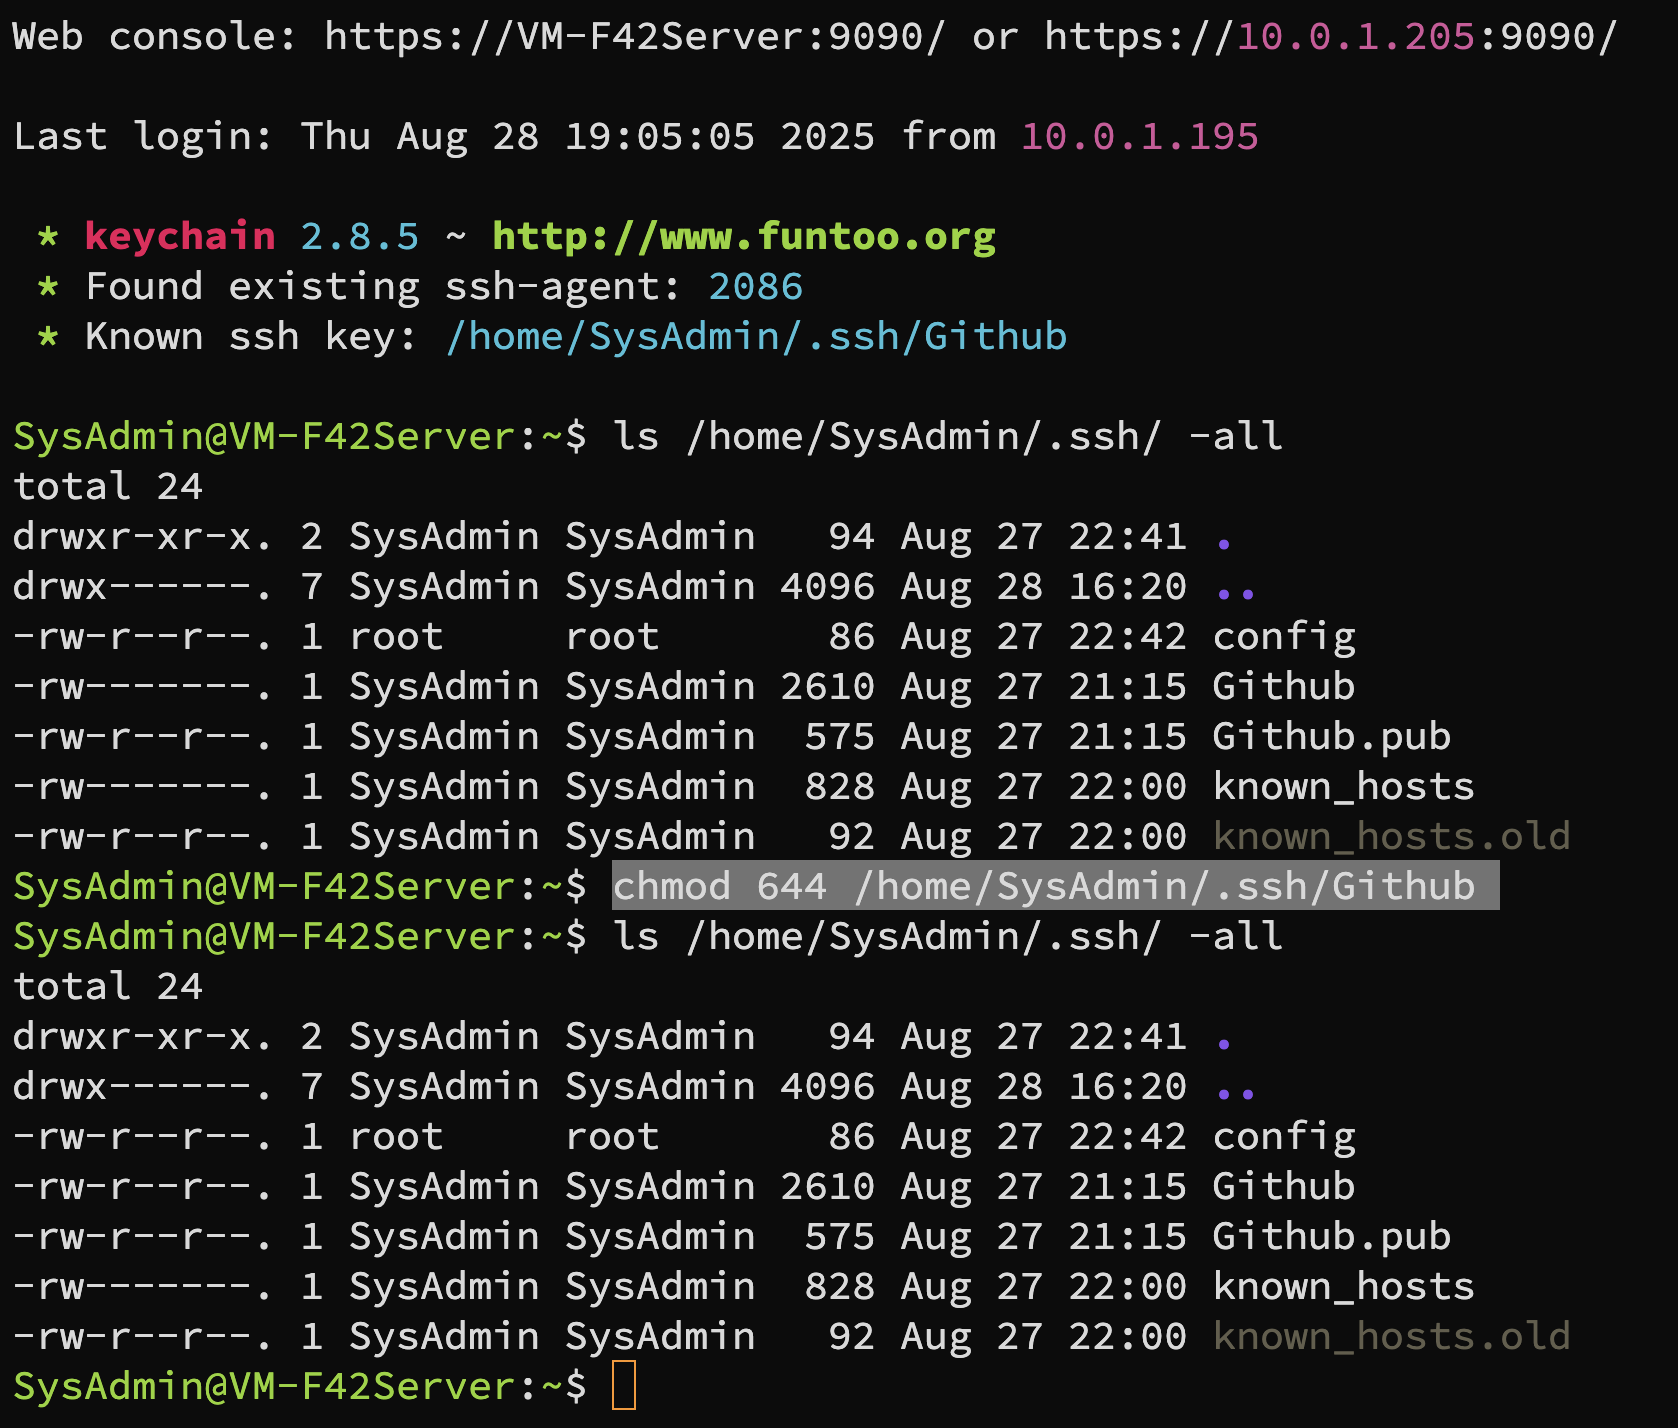 Web console: https://VM-F42Server:9090/ or https://10.0.1.205:9090/
Last login: Thu Aug 28 19:05:05 2025 from 10.0.1.195
* keychain 2.8.5 ~ http://www.funtoo.org
* Found existing ssh-agent: 2086
* Known ssh key: /home/SysAdmin/.ssh/Github
SysAdmin@VM-F42Server:~$ ls /home/SysAdmin/.ssh/ -all
total 24
drwxr-xr-x. 2 SysAdmin SysAdmin   94 Aug 27 22:41 .
drwx------. 7 SysAdmin SysAdmin 4096 Aug 28 16:20 ..
-rw-r--r--. 1 root     root       86 Aug 27 22:42 config
-rw-------. 1 SysAdmin SysAdmin 2610 Aug 27 21:15 Github
-rw-r--r--. 1 SysAdmin SysAdmin  575 Aug 27 21:15 Github.pub
-rw-------. 1 SysAdmin SysAdmin  828 Aug 27 22:00 known_hosts
-rw-r--r--. 1 SysAdmin SysAdmin   92 Aug 27 22:00 known_hosts.old
SysAdmin@VM-F42Server:~$ chmod 644 /home/SysAdmin/.ssh/Github
SysAdmin@VM-F42Server:~$ ls /home/SysAdmin/.ssh/ -all
total 24
drwxr-xr-x. 2 SysAdmin SysAdmin   94 Aug 27 22:41 .
drwx------. 7 SysAdmin SysAdmin 4096 Aug 28 16:20 ..
-rw-r--r--. 1 root     root       86 Aug 27 22:42 config
-rw-r--r--. 1 SysAdmin SysAdmin 2610 Aug 27 21:15 Github
-rw-r--r--. 1 SysAdmin SysAdmin  575 Aug 27 21:15 Github.pub
-rw-------. 1 SysAdmin SysAdmin  828 Aug 27 22:00 known_hosts
-rw-r--r--. 1 SysAdmin SysAdmin   92 Aug 27 22:00 known_hosts.old
SysAdmin@VM-F42Server:~$